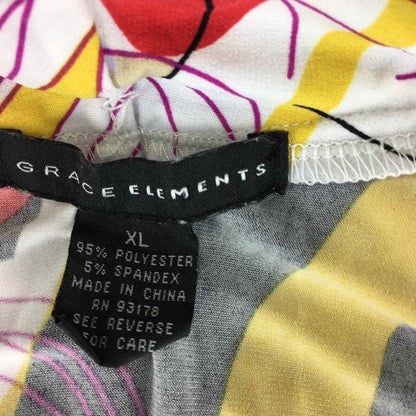 GRACE ELEMENTS
XL
95% POLYESTER
5% SPANDEX
MADE IN CHINA
RN 93178
SEE REVERSE
FOR CARE